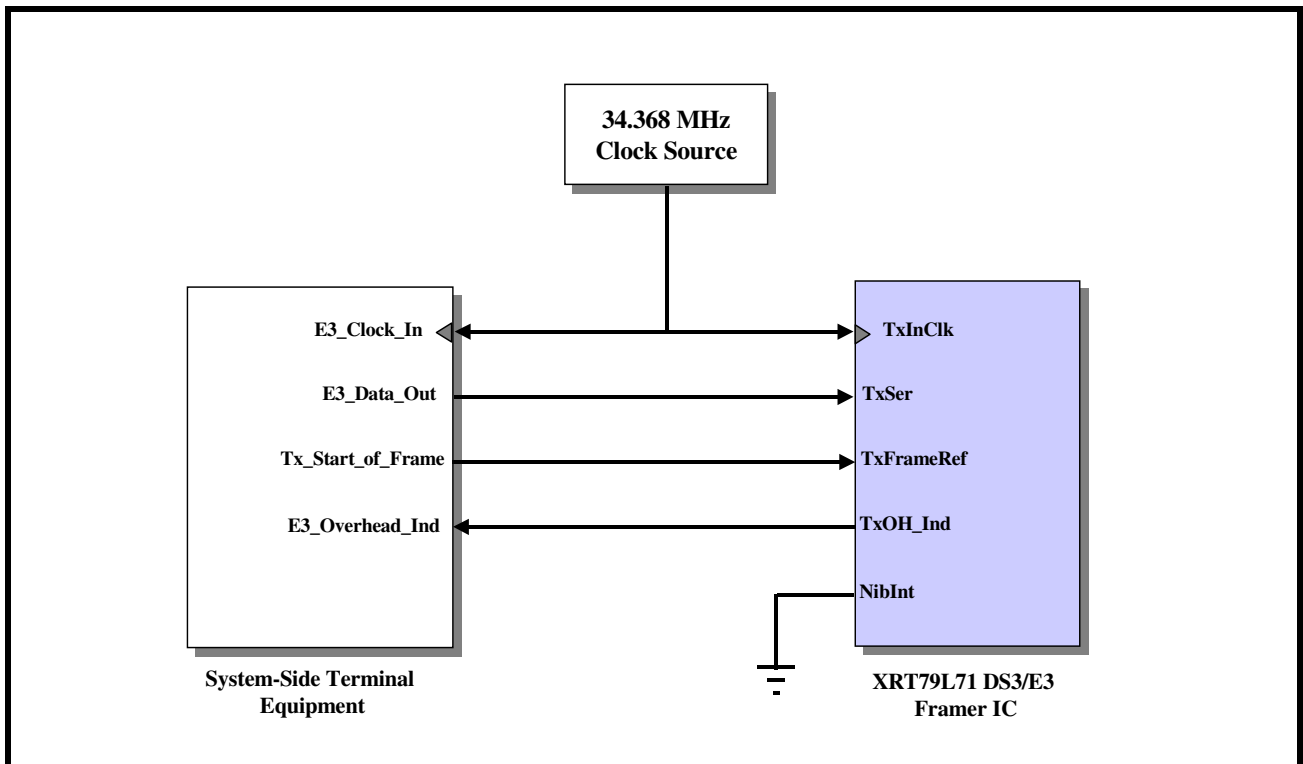 34.368 MHz
Clock Source
E3_Clock_In
TxInClk
E3_Data_Out
TxSer
Tx_Start_of_Frame
TxFrameRef
E3_Overhead_Ind
TxOH_Ind
NibInt
System-Side Terminal
Equipment
XRT79L71 DS3/E3
Framer IC